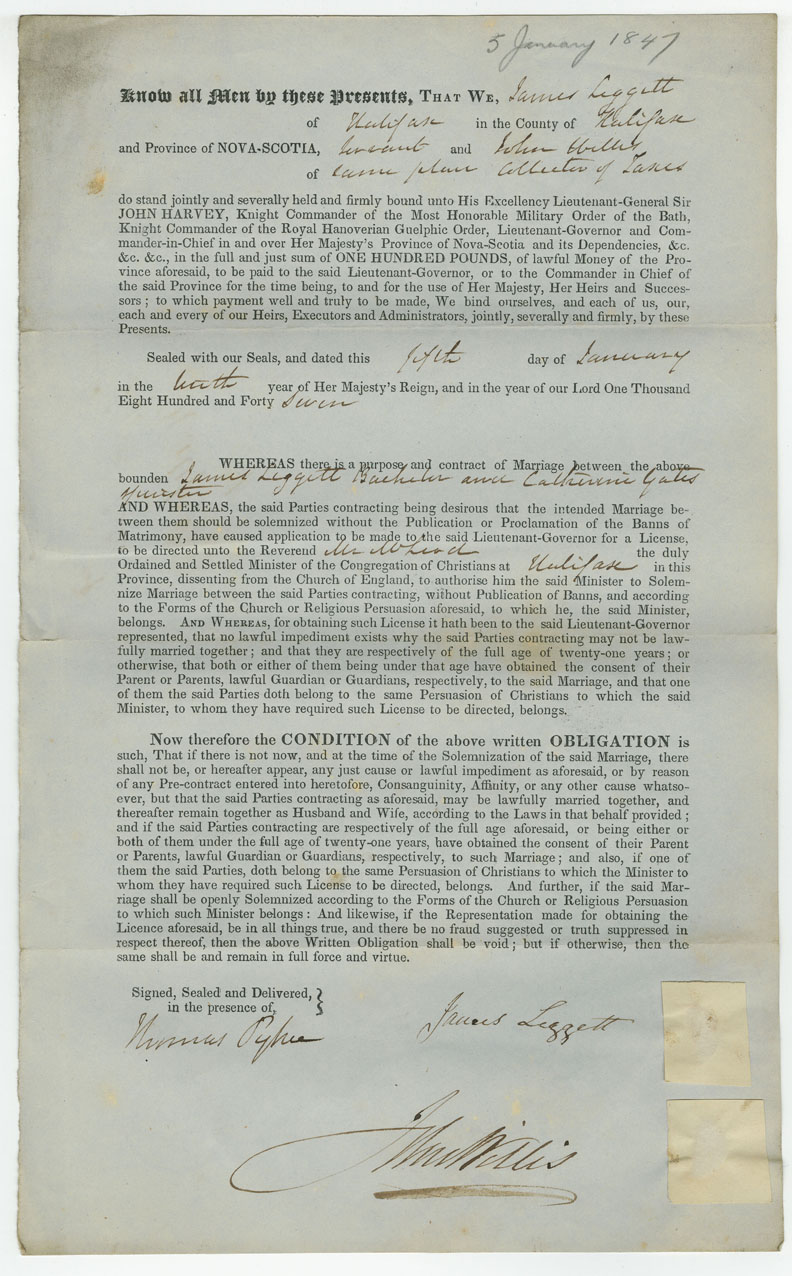 5 January 1847
Know all Men by these Presents, THAT WE, James Leggett
of Halifax in the County of Halifax
and Province of NOVA-SCOTIA, Servant and John Willis
of same place Collector of Taxes
do stand jointly and severally held and firmly bound unto His Excellency Lieutenant-General Sir
JOHN HARVEY, Knight Commander of the Most Honorable Military Order of the Bath,
Knight Commander of the Royal Hanoverian Guelphic Order, Lieutenant-Governor and Com-
mander-in-Chief in and over Her Majesty's Province of Nova-Scotia and its Dependencies, &c.
&c. &c., in the full and just sum of ONE HUNDRED POUNDS, of lawful Money of the Pro-
vince aforesaid, to be paid to the said Lieutenant-Governor, or to the Commander in Chief of
the said Province for the time being, to and for the use of Her Majesty, Her Heirs and Succes-
sors; to which payment well and truly to be made, We bind ourselves, and each of us, our,
each and every of our Heirs, Executors and Administrators, jointly, severally and firmly, by these
Presents.
Sealed with our Seals, and dated this fifth day of January
in the tenth year of Her Majesty's Reign, and in the year of our Lord One Thousand
Eight Hundred and Forty Seven
WHEREAS there is a purpose and contract of Marriage between the above
bounden James Leggett Bachelor and Catherine Gates
Spinster
AND WHEREAS, the said Parties contracting being desirous that the intended Marriage be-
tween them should be solemnized without the Publication or Proclamation of the Banns of
Matrimony, have caused application to be made to the said Lieutenant-Governor for a License,
to be directed unto the Reverend Mr McLeod the duly
Ordained and Settled Minister of the Congregation of Christians at Halifax in this
Province, dissenting from the Church of England, to authorise him the said Minister to Solem-
nize Marriage between the said Parties contracting, without Publication of Banns, and according
to the Forms of the Church or Religious Persuasion aforesaid, to which he, the said Minister,
belongs. AND WHEREAS, for obtaining such License it hath been to the said Lieutenant-Governor
represented, that no lawful impediment exists why the said Parties contracting may not be law-
fully married together; and that they are respectively of the full age of twenty-one years; or
otherwise, that both or either of them being under that age have obtained the consent of their
Parent or Parents, lawful Guardian or Guardians, respectively, to the said Marriage, and that one
of them the said Parties doth belong to the same Persuasion of Christians to which the said
Minister, to whom they have required such License to be directed, belongs.
Now therefore the CONDITION of the above written OBLIGATION is
such, That if there is not now, and at the time of the Solemnization of the said Marriage, there
shall not be, or hereafter appear, any just cause or lawful impediment as aforesaid, or by reason
of any Pre-contract entered into heretofore, Consanguinity, Affinity, or any other cause whatso-
ever, but that the said Parties contracting as aforesaid, may be lawfully married together, and
thereafter remain together as Husband and Wife, according to the Laws in that behalf provided;
and if the said Parties contracting are respectively of the full age aforesaid, or being either or
both of them under the full age of twenty-one years, have obtained the consent of their Parent
or Parents, lawful Guardian or Guardians, respectively, to such Marriage; and also, if one of
them the said Parties, doth belong to the same Persuasion of Christians to which the Minister to
whom they have required such License to be directed, belongs. And further, if the said Mar-
riage shall be openly Solemnized according to the Forms of the Church or Religious Persuasion
to which such Minister belongs: And likewise, if the Representation made for obtaining the
Licence aforesaid, be in all things true, and there be no fraud suggested or truth suppressed in
respect thereof, then the above Written Obligation shall be void; but if otherwise, then the
same shall be and remain in full force and virtue.
Signed, Sealed and Delivered,
in the presence of,
Thomas Pyke
James Leggett
John Willis